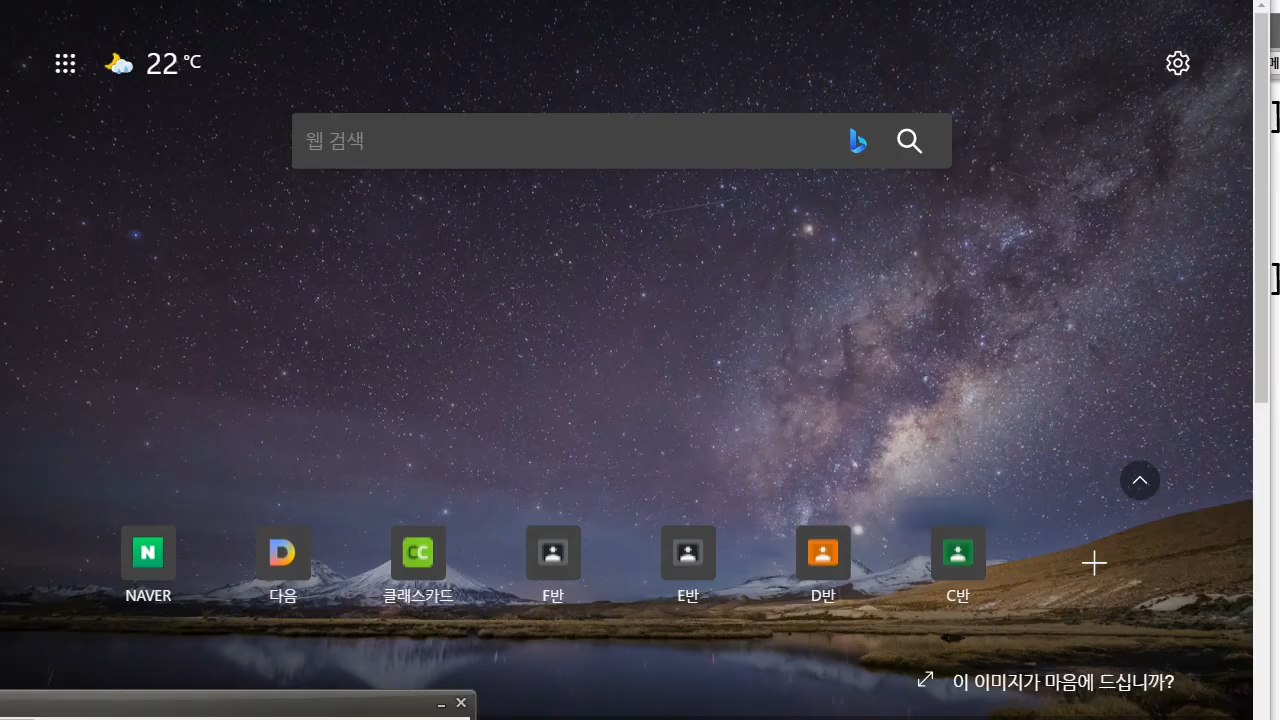 22 °C
웹 검색
NAVER
다음
클래스카드
F반
E반
D반
C반
이 이미지가 마음에 드십니까?